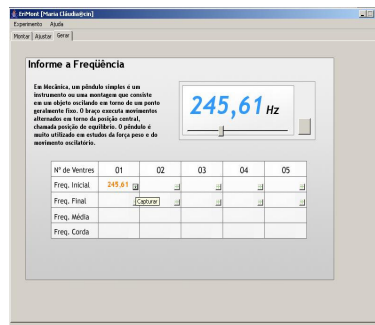 EriMont [Maria Cláudia@cin]
Experimento Ajuda
Montar Ajustar Gerar
Informe a Freqüência
Em Mecânica, um pêndulo simples é um
instrumento ou uma montagem que consiste
em um objeto oscilando em torno de um ponto
geralmente fixo. O braço executa movimentos
alternados em torno da posição central,
chamada posição de equilíbrio. O pêndulo é
muito utilizado em estudos da força peso e do
movimento oscilatório.
245,61 Hz
Nº de Ventres 01 02 03 04 05
Freq. Inicial 245,61
Freq. Final Capturar
Freq. Média
Freq. Corda